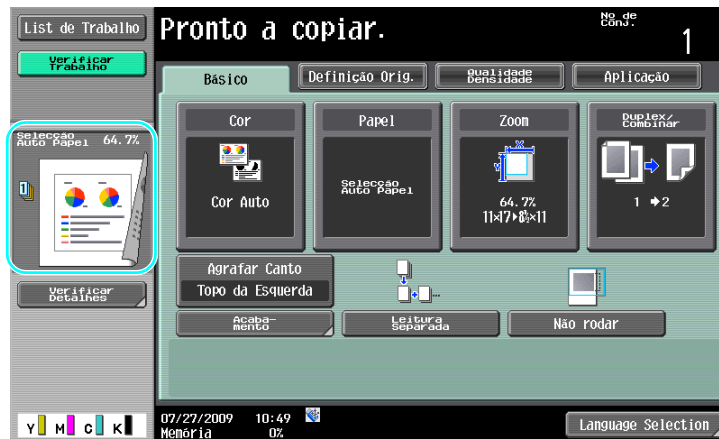 List de Trabalho
Pronto a copiar.
No de
Conj.
1
Verificar
Trabalho
Básico
Definição Orig.
Qualidade
Densidade
Aplicação
Selecção
Auto Papel
64.7%
Cor
Cor Auto
Papel
Selecção
Auto Papel
Zoom
64.7%
11×17▸8½×11
Duplex/
Combinar
1 ➔2
Verificar
Detalhes
Agrafar Canto
Topo da Esquerda
Acaba-
mento
Leitura
Separada
Não rodar
Y M C K
07/27/2009 10:49
Memória 0%
Language Selection